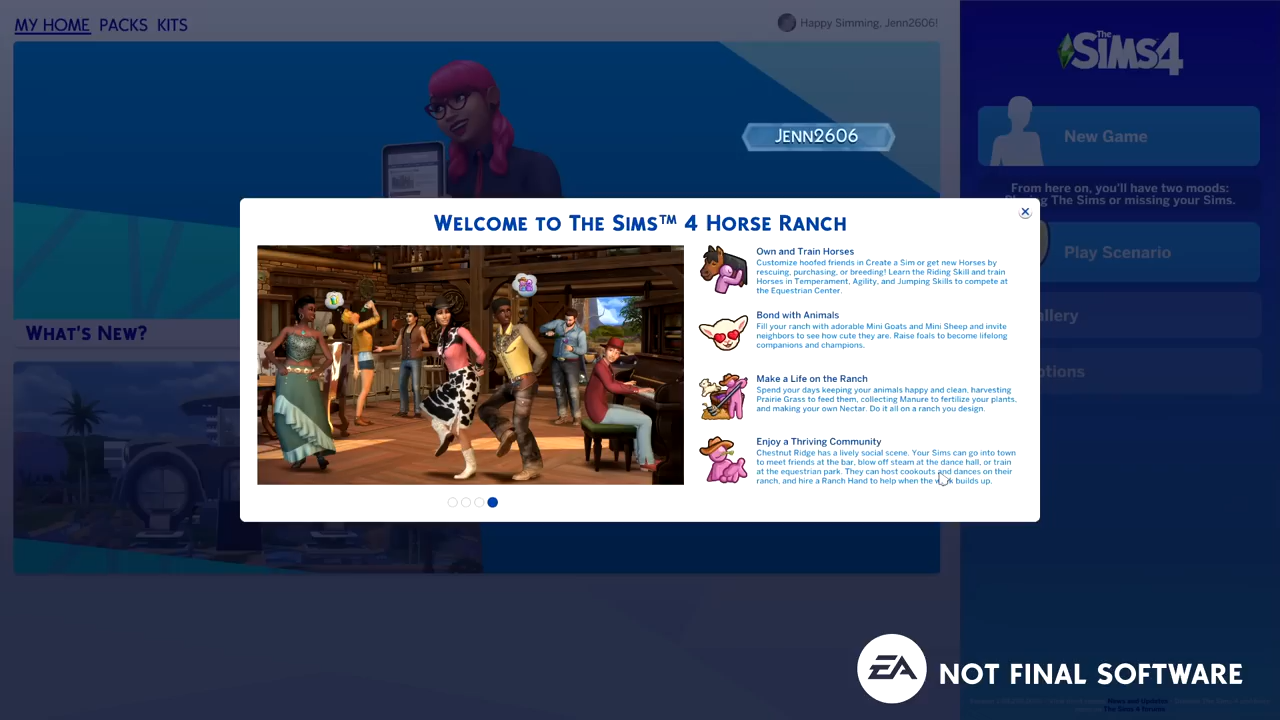 MY HOME PACKS KITS
Happy Simming, Jenn2606!
JENN2606
WHAT'S NEW?
The
SIMS4
New Game
From here on, you'll have two moods:
The Sims or missing your Sims.
Play Scenario
WELCOME TO THE SIMS™ 4 HORSE RANCH
Own and Train Horses
Customize hoofed friends in Create a Sim or get new Horses by
rescuing, purchasing, or breeding! Learn the Riding Skill and train
Horses in Temperament, Agility, and Jumping Skills to compete at
the Equestrian Center.
Bond with Animals
Fill your ranch with adorable Mini Goats and Mini Sheep and invite
neighbors to see how cute they are. Raise foals to become lifelong
companions and champions.
Make a Life on the Ranch
Spend your days keeping your animals happy and clean, harvesting
Prairie Grass to feed them, collecting Manure to fertilize your plants,
and making your own Nectar. Do it all on a ranch you design.
Enjoy a Thriving Community
Chestnut Ridge has a lively social scene. Your Sims can go into town
to meet friends at the bar, blow off steam at the dance hall, or train
at the equestrian park. They can host cookouts and dances on their
ranch, and hire a Ranch Hand to help when the work builds up.
EA NOT FINAL SOFTWARE
News and Updates
The Sims 4 forums